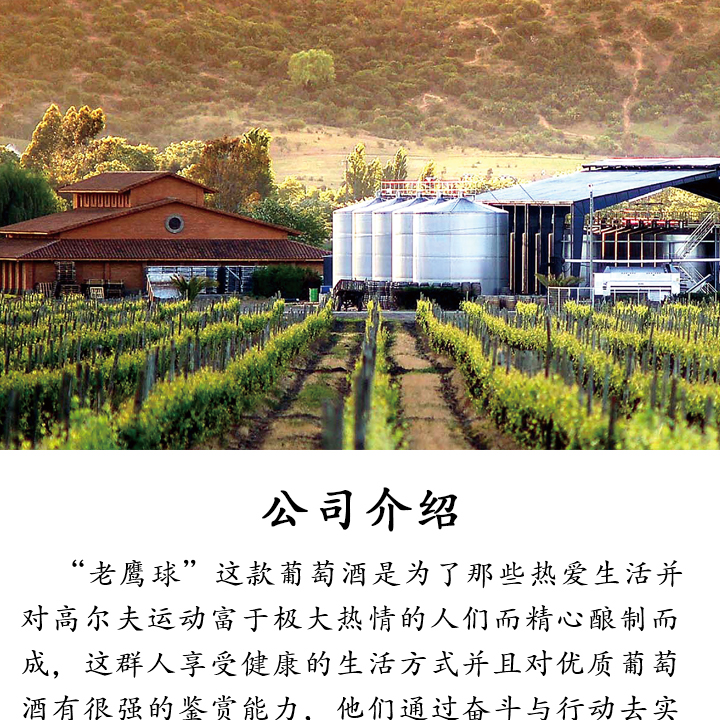 公司介绍
“老鹰球”这款葡萄酒是为了那些热爱生活并
对高尔夫运动富于极大热情的人们而精心酿制而
成，这群人享受健康的生活方式并且对优质葡萄
酒有很强的鉴赏能力，他们通过奋斗与行动去实